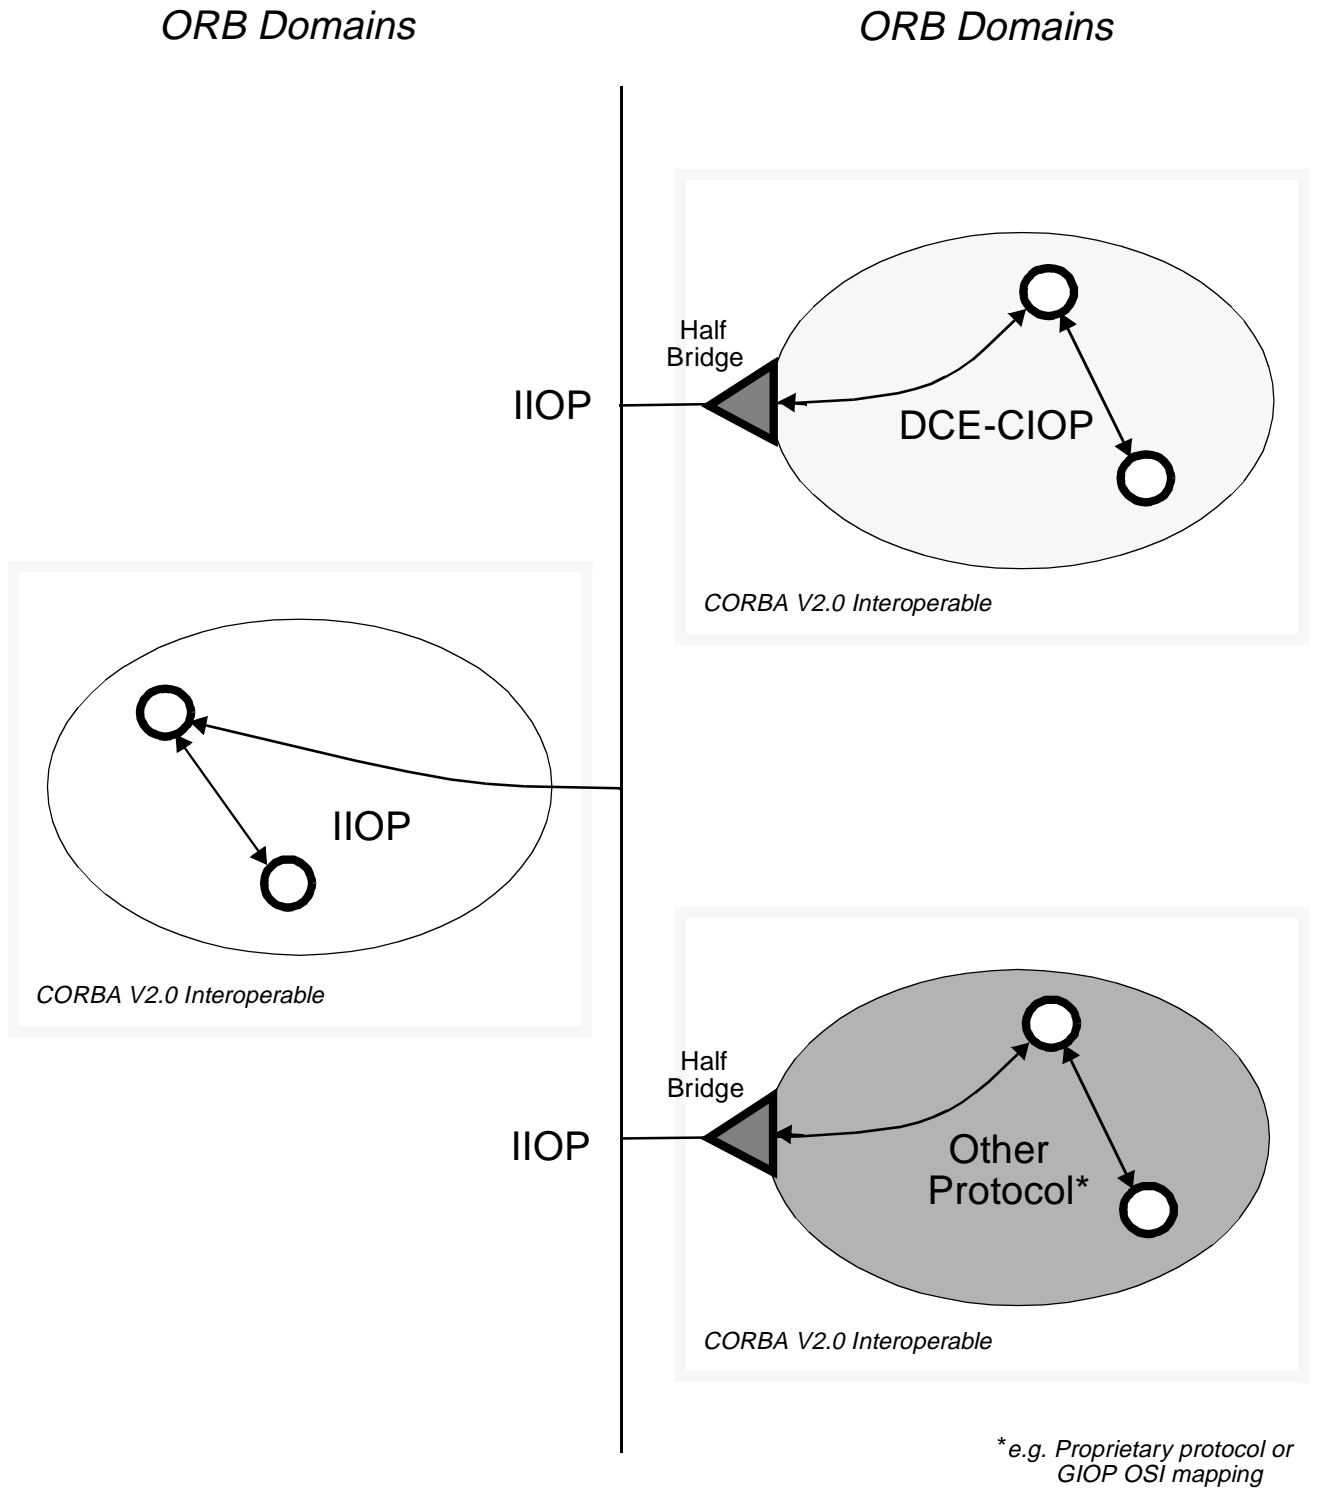 ORB Domains
ORB Domains
Half
Bridge
IIOP
DCE-CIOP
CORBA V2.0 Interoperable
IIOP
CORBA V2.0 Interoperable
Half
Bridge
IIOP
Other
Protocol*
CORBA V2.0 Interoperable
*e.g. Proprietary protocol or
GIOP OSI mapping